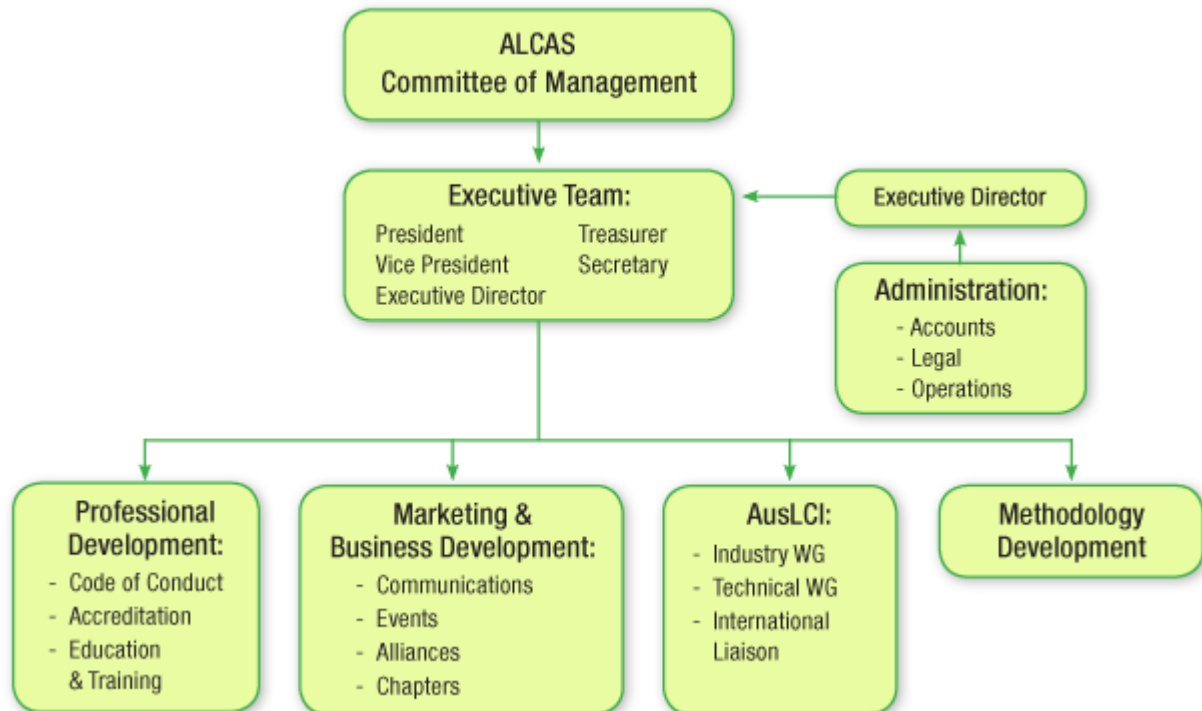 ALCAS
Committee of Management
Executive Team:
President
Treasurer
Vice President
Secretary
Executive Director
Executive Director
Administration:
- Accounts
- Legal
- Operations
Professional
Development:
- Code of Conduct
- Accreditation
- Education
& Training
Marketing &
Business Development:
- Communications
- Events
- Alliances
- Chapters
AusLCI:
- Industry WG
- Technical WG
- International
Liaison
Methodology
Development